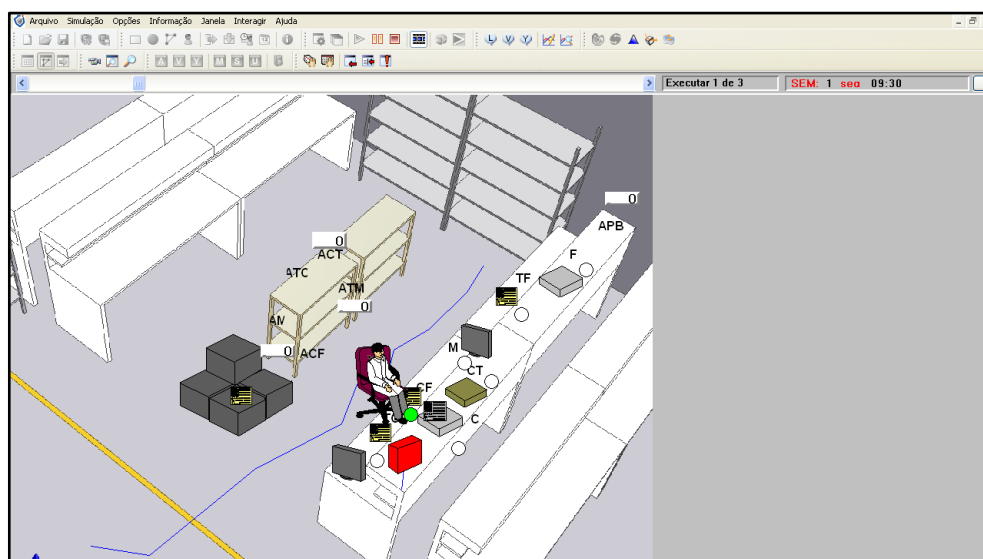 Arquivo Simulação Opções Informação Janela Interagir Ajuda
Executar 1 de 3
SEM: 1 seg 09:30
0
APB
0
ACT
F
ATC
TF
ATM
0
AM
M
0
ACF
CT
CF
C